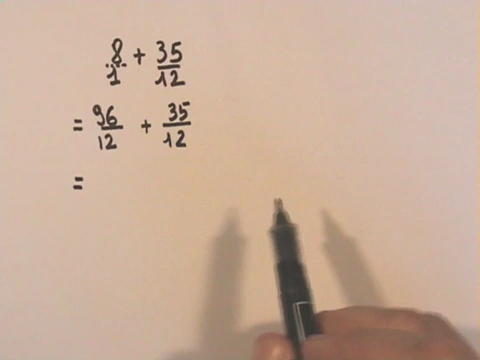 8/1 + 35/12
= 96/12 + 35/12
=